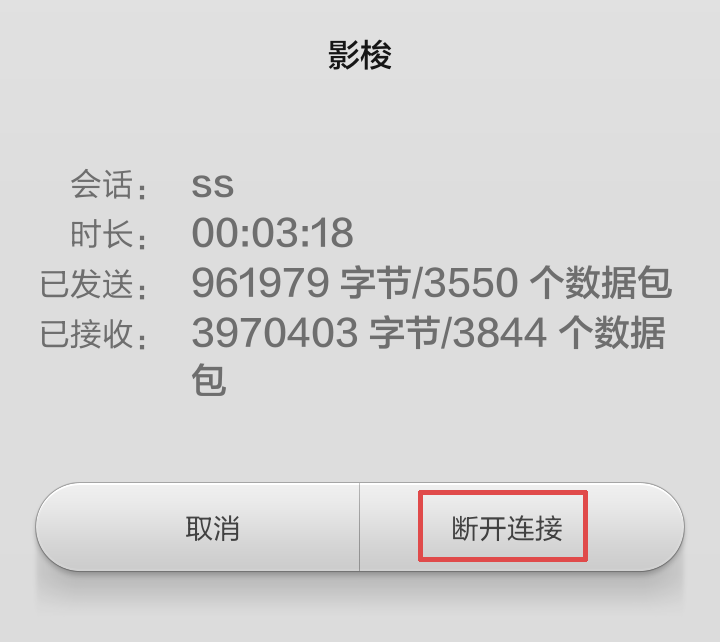 影梭
会话： ss
时长： 00:03:18
已发送： 961979 字节/3550 个数据包
已接收： 3970403 字节/3844 个数据
包
取消 断开连接